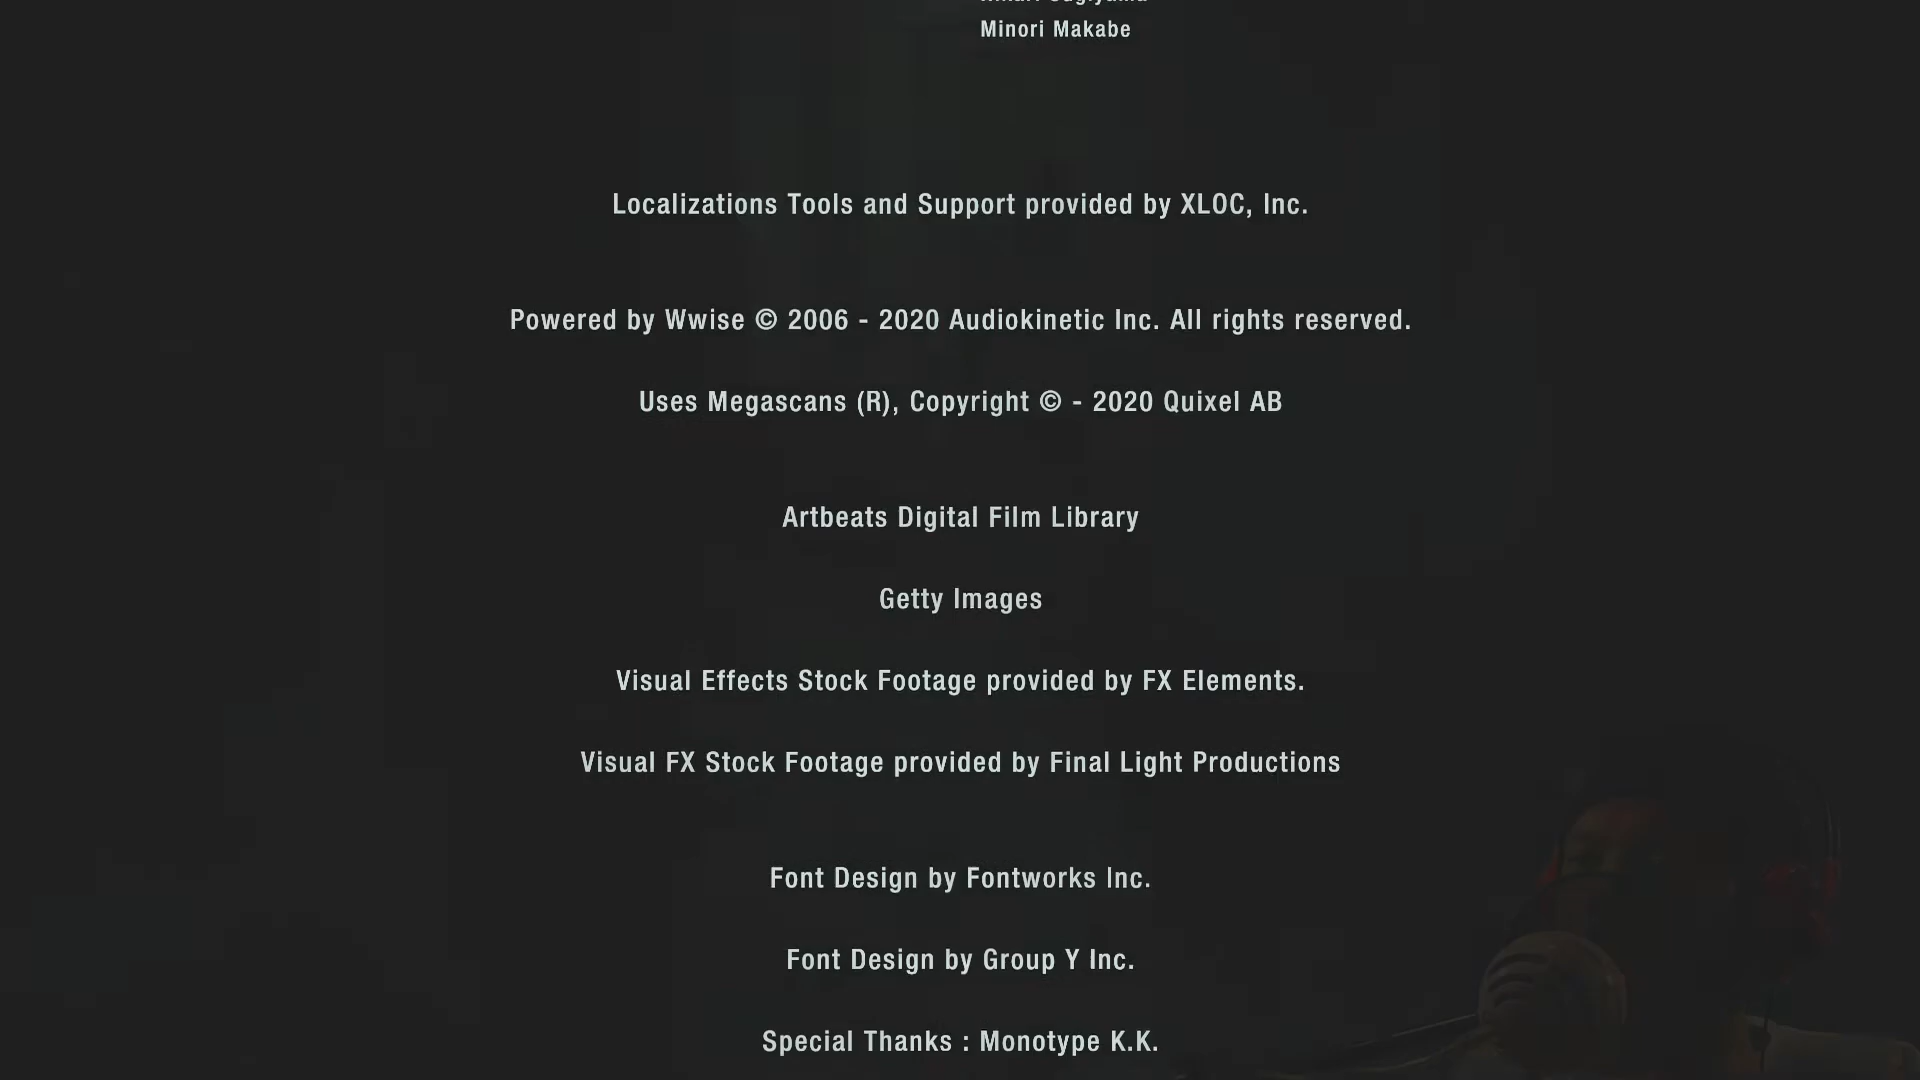 Minori Makabe
Localizations Tools and Support provided by XLOC, Inc.
Powered by Wwise © 2006 - 2020 Audiokinetic Inc. All rights reserved.
Uses Megascans (R), Copyright © - 2020 Quixel AB
Artbeats Digital Film Library
Getty Images
Visual Effects Stock Footage provided by FX Elements.
Visual FX Stock Footage provided by Final Light Productions
Font Design by Fontworks Inc.
Font Design by Group Y Inc.
Special Thanks : Monotype K.K.